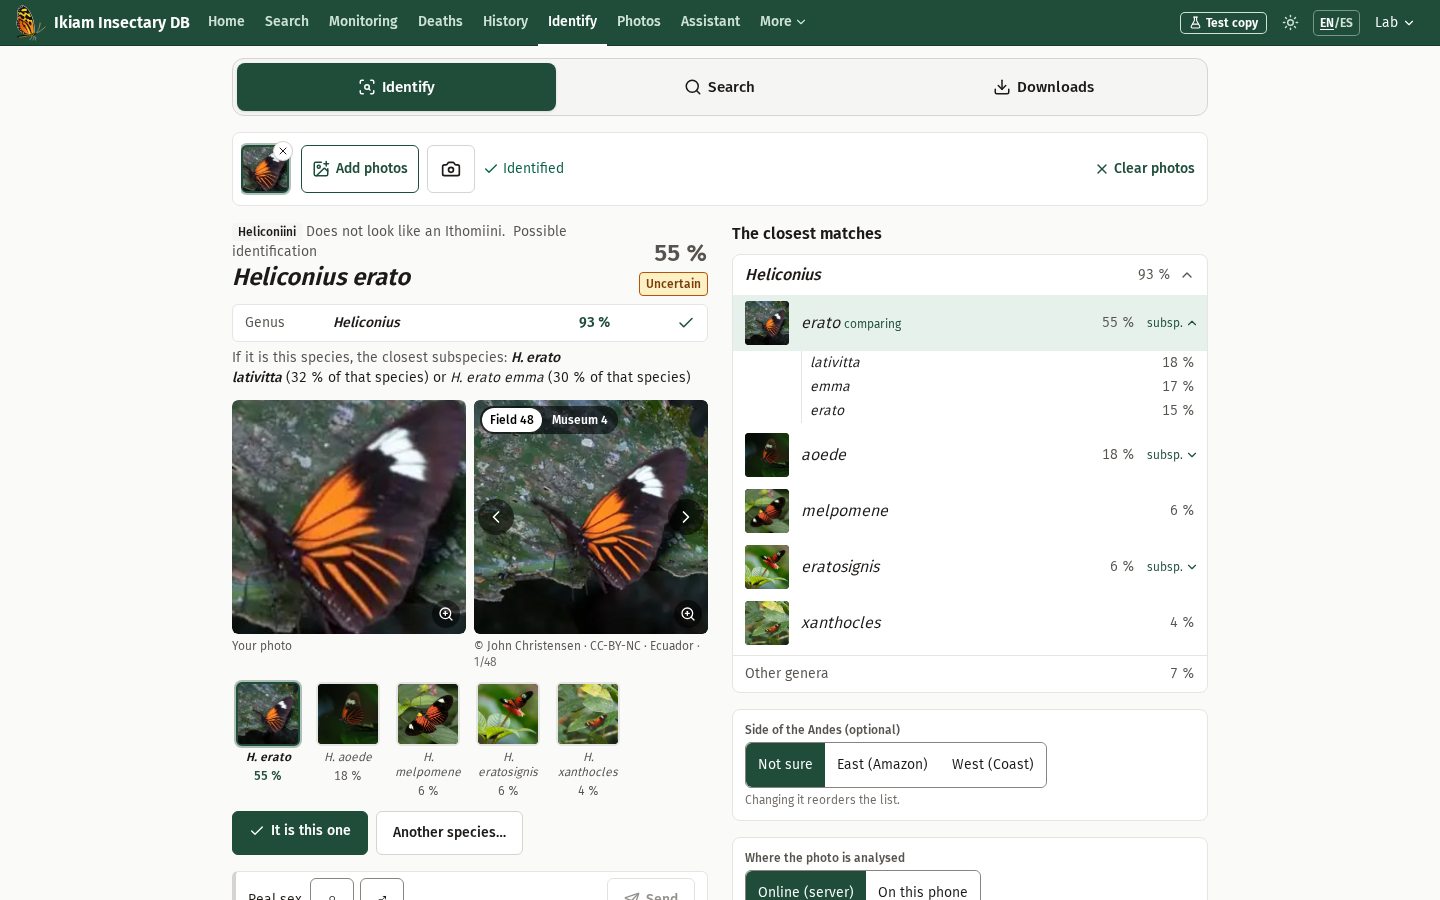 Ikiam Insectary DB Home Search Monitoring Deaths History Identify Photos Assistant More Test copy EN/ES Lab
Identify Search Downloads
Add photos Identified Clear photos
Heliconiini Does not look like an Ithomiini. Possible
identification
55 %
Heliconius erato
Uncertain
Genus Heliconius 93 %
If it is this species, the closest subspecies: H. erato
lativitta (32 % of that species) or H. erato emma (30 % of that species)
Field 48 Museum 4
Your photo
© John Christensen · CC-BY-NC · Ecuador ·
1/48
H. erato
55 %
H. aoede
18 %
H.
melpomene
6 %
H.
eratosignis
6 %
H.
xanthocles
4 %
It is this one Another species...
Real sex ♀ ♂ Send
The closest matches
Heliconius 93 %
erato comparing 55 % subsp.
lativitta 18 %
emma 17 %
erato 15 %
aoede 18 % subsp.
melpomene 6 %
eratosignis 6 % subsp.
xanthocles 4 %
Other genera 7 %
Side of the Andes (optional)
Not sure East (Amazon) West (Coast)
Changing it reorders the list.
Where the photo is analysed
Online (server) On this phone